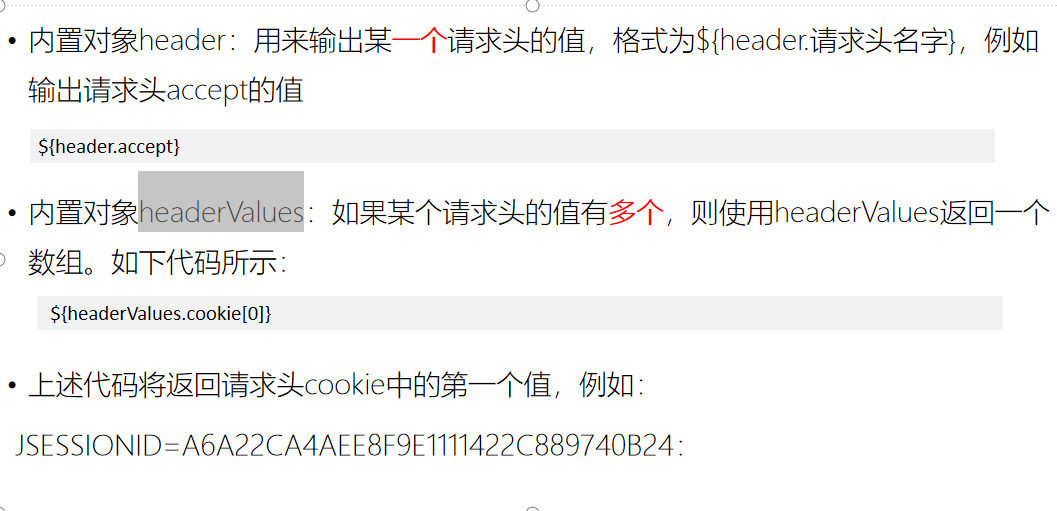 • 内置对象header：用来输出某一个请求头的值，格式为${header.请求头名字}，例如
输出请求头accept的值
${header.accept}
• 内置对象headerValues：如果某个请求头的值有多个，则使用headerValues返回一个
数组。如下代码所示：
${headerValues.cookie[0]}
• 上述代码将返回请求头cookie中的第一个值，例如：
JSESSIONID=A6A22CA4AEE8F9E1111422C889740B24：